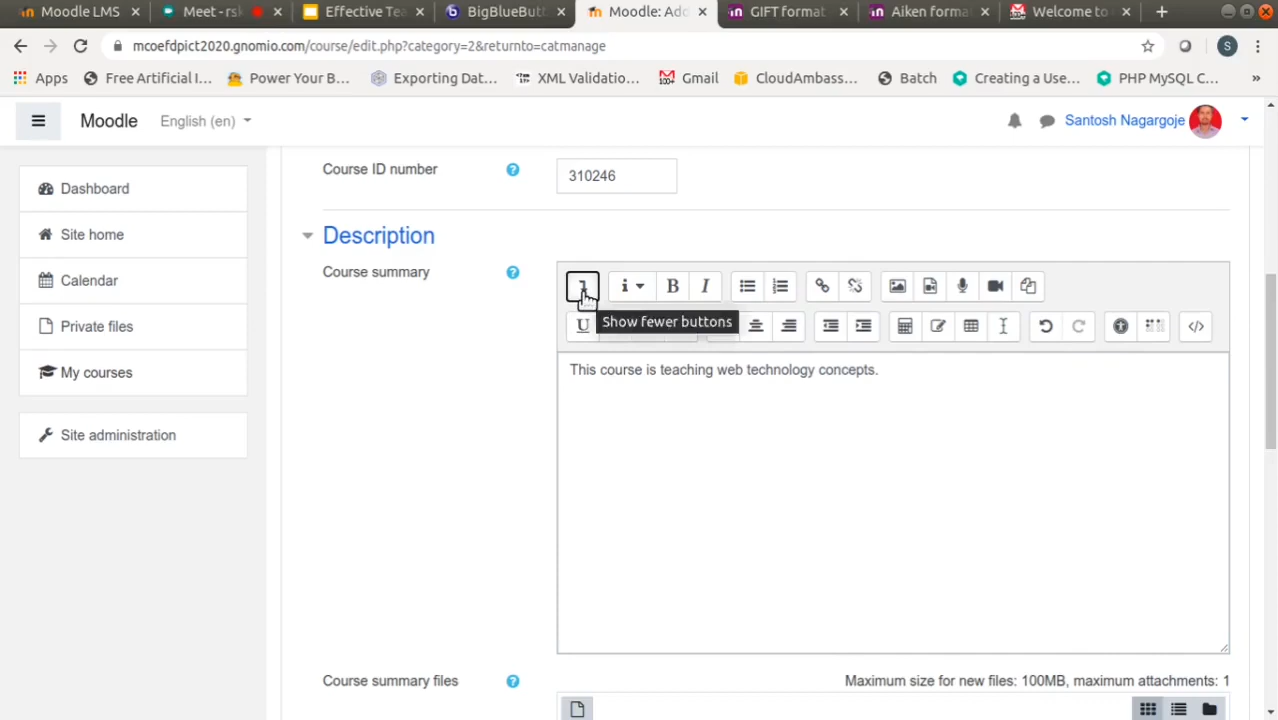 Moodle LMS
Meet - rsk
Effective Tea
BigBlueButt
Moodle: Add
GIFT format
Aiken forma
Welcome to
mcoefdpict2020.gnomio.com/course/edit.php?category=2&returnto=catmanage
S
Apps
Free Artificial I...
Power Your B...
Exporting Dat...
XML Validatio...
Gmail
CloudAmbass...
Batch
Creating a Use...
PHP MySQL C...
»
Moodle
English (en)
Santosh Nagargoje
Dashboard
Site home
Calendar
Private files
My courses
Site administration
Course ID number
310246
Description
Course summary
Show fewer buttons
This course is teaching web technology concepts.
Course summary files
Maximum size for new files: 100MB, maximum attachments: 1